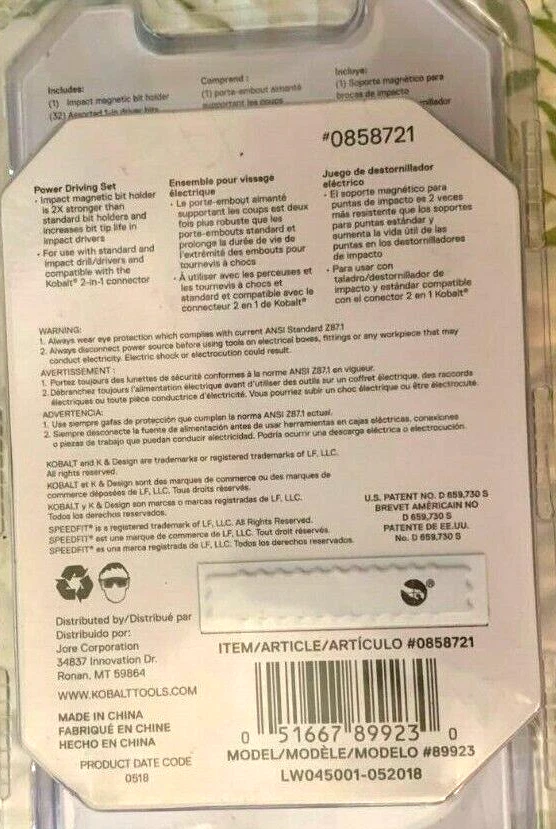 Includes:
(1) Impact magnetic bit holder
(32) Assorted 1-in driver bits
Comprend :
(1) porte-embout aimanté
supportant les coups
Incluye:
(1) Soporte magnético para
brocas de impacto
#0858721
Power Driving Set
• Impact magnetic bit holder
is 2X stronger than
standard bit holders and
increases bit tip life in
impact drivers
• For use with standard and
impact drill/drivers and
compatible with the
Kobalt® 2-in-1 connector
Ensemble pour vissage
électrique
• Le porte-embout aimanté
supportant les coups est deux
fois plus robuste que les
porte-embouts standard et
prolonge la durée de vie de
l'extrémité des embouts pour
tournevis à chocs
• À utiliser avec les perceuses et
les tournevis à chocs et
standard et compatible avec le
connecteur 2 en 1 de Kobalt®
Juego de destornillador
eléctrico
• El soporte magnético para
puntas de impacto es 2 veces
más resistente que los soportes
para puntas estándar y
aumenta la vida útil de las
puntas en los destornilladores
de impacto
• Para usar con
taladro/destornillador de
impacto y estándar compatible
con el conector 2 en 1 Kobalt®
WARNING:
1. Always wear eye protection which complies with current ANSI Standard Z87.1
2. Always disconnect power source before using tools on electrical boxes, fittings or any workpiece that may
conduct electricity. Electric shock or electrocution could result.
AVERTISSEMENT :
1. Portez toujours des lunettes de sécurité conformes à la norme ANSI Z87.1 en vigueur.
2. Débranchez toujours l'alimentation électrique avant d'utiliser des outils sur un coffret électrique, des raccords
électriques ou toute pièce conductrice d'électricité. Vous pourriez subir un choc électrique ou être électrocuté.
ADVERTENCIA:
1. Use siempre gafas de protección que cumplan la norma ANSI Z87.1 actual.
2. Siempre desconecte la fuente de alimentación antes de usar herramientas en cajas eléctricas, conexiones
o piezas de trabajo que puedan conducir electricidad. Podría ocurrir una descarga eléctrica o electrocución.
KOBALT and K & Design are trademarks or registered trademarks of LF, LLC.
All rights reserved.
KOBALT et K & Design sont des marques de commerce ou des marques de
commerce déposées de LF, LLC. Tous droits réservés.
KOBALT y K & Design son marcas o marcas registradas de LF, LLC.
Todos los derechos reservados.
SPEEDFIT® is a registered trademark of LF, LLC. All Rights Reserved.
SPEEDFIT® est une marque de commerce de LF, LLC. Tout droit réservés.
SPEEDFIT® es una marca registrada de LF, LLC. Todos los derechos reservados.
U.S. PATENT NO. D 659,730 S
BREVET AMÉRICAIN NO
D 659,730 S
PATENTE DE EE.UU.
No. D 659,730 S
®
Distributed by/Distribué par
Distribuido por:
Jore Corporation
34837 Innovation Dr.
Ronan, MT 59864
WWW.KOBALTTOOLS.COM
MADE IN CHINA
FABRIQUÉ EN CHINE
HECHO EN CHINA
PRODUCT DATE CODE
0518
ITEM/ARTICLE/ARTÍCULO #0858721
0 51667 89923 0
MODEL/MODÈLE/MODELO #89923
LW045001-052018